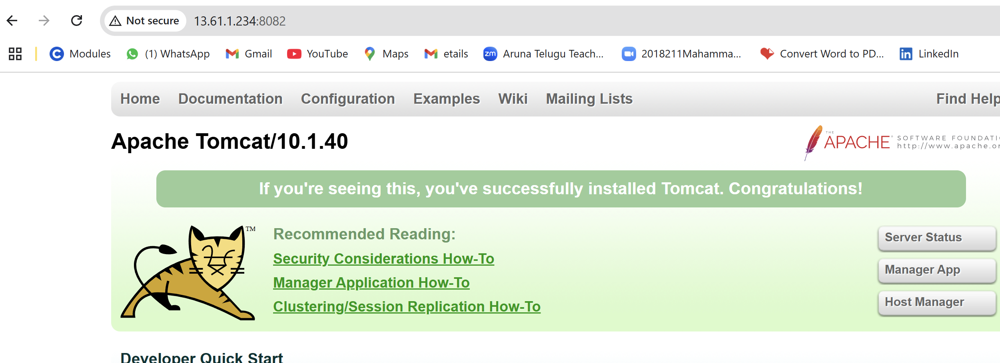 Not secure 13.61.1.234:8082
Modules (1) WhatsApp Gmail YouTube Maps etails zm Aruna Telugu Teach... 2018211Mahamma... Convert Word to PD... in LinkedIn
Home Documentation Configuration Examples Wiki Mailing Lists Find Help
Apache Tomcat/10.1.40
THE
APACHE® SOFTWARE FOUNDATI
http://www.apache.or
If you're seeing this, you've successfully installed Tomcat. Congratulations!
TM
Recommended Reading:
Security Considerations How-To
Manager Application How-To
Clustering/Session Replication How-To
Server Status
Manager App
Host Manager
Developer Quick Start